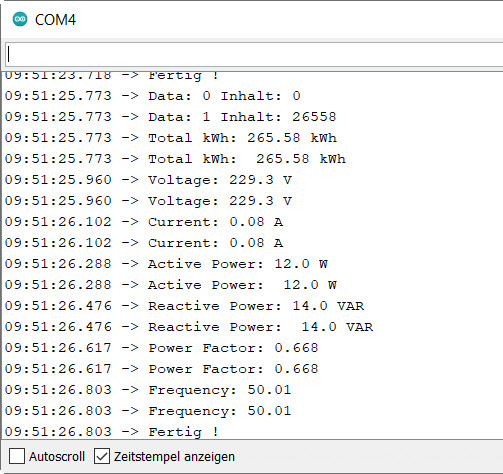 COM4
09:51:23.718 -> Fertig !
09:51:25.773 -> Data: 0 Inhalt: 0
09:51:25.773 -> Data: 1 Inhalt: 26558
09:51:25.773 -> Total kWh: 265.58 kWh
09:51:25.773 -> Total kWh:  265.58 kWh
09:51:25.960 -> Voltage: 229.3 V
09:51:25.960 -> Voltage: 229.3 V
09:51:26.102 -> Current: 0.08 A
09:51:26.102 -> Current: 0.08 A
09:51:26.288 -> Active Power: 12.0 W
09:51:26.288 -> Active Power:  12.0 W
09:51:26.476 -> Reactive Power: 14.0 VAR
09:51:26.476 -> Reactive Power:  14.0 VAR
09:51:26.617 -> Power Factor: 0.668
09:51:26.617 -> Power Factor: 0.668
09:51:26.803 -> Frequency: 50.01
09:51:26.803 -> Frequency: 50.01
09:51:26.803 -> Fertig !
Autoscroll Zeitstempel anzeigen